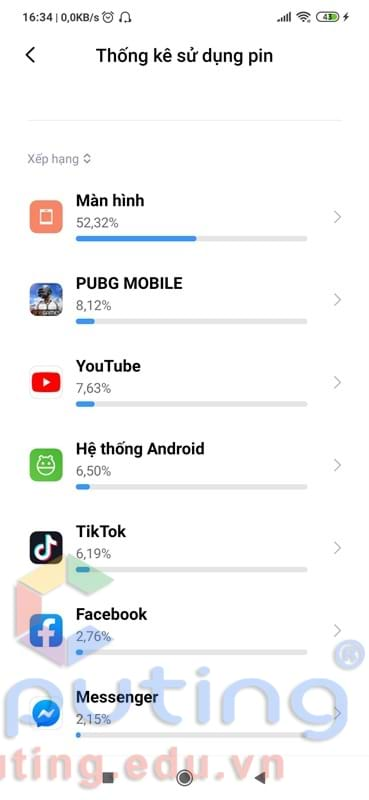 16:34 | 0,0KB/s 43
Thống kê sử dụng pin
Xếp hạng
Màn hình
52,32%
PUBG MOBILE
8,12%
YouTube
7,63%
Hệ thống Android
6,50%
TikTok
6,19%
Facebook
2,76%
Messenger
2,15%
puting
uting.edu.vn